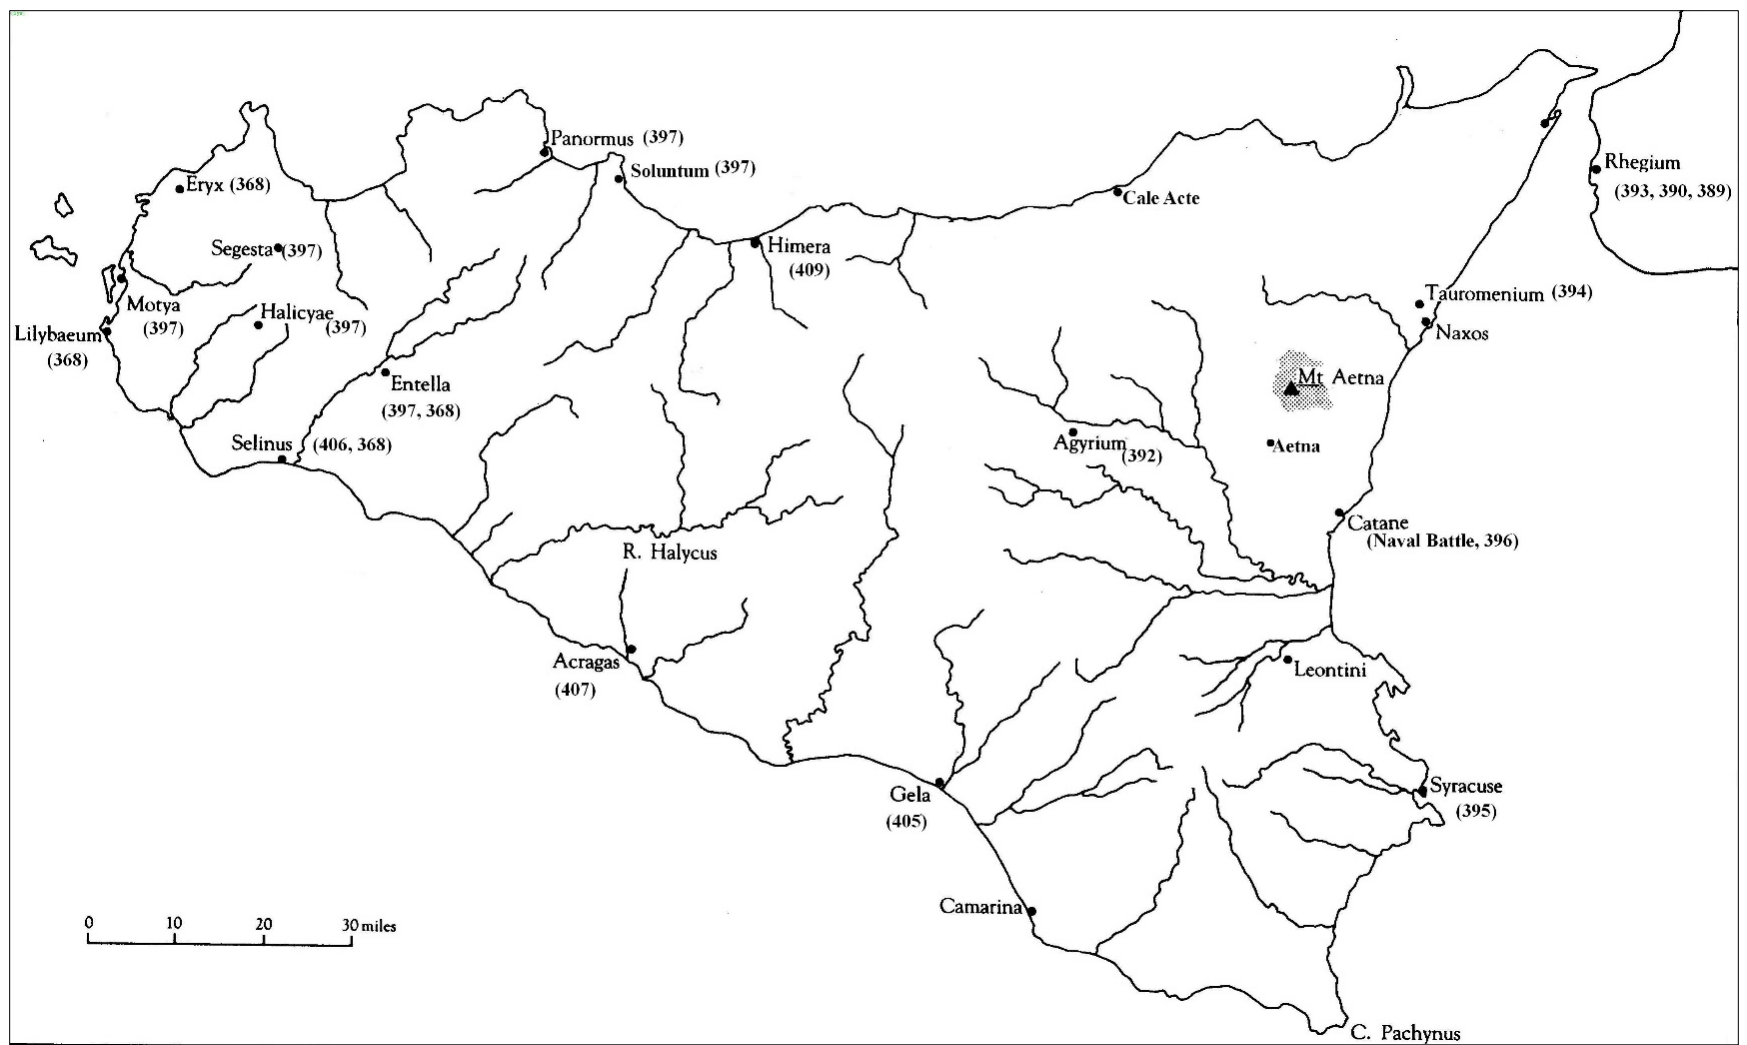 Panormus (397)
Soluntum (397)
Rhegium
(393, 390, 389)
Eryx (368)
Cale Acte
Segesta (397)
Himera
(409)
Motya
(397)
Halicyae
(397)
Lilybaeum
(368)
Tauromenium (394)
Naxos
Entella
(397, 368)
Mt Aetna
Selinus (406, 368)
Agyrium
(392)
Aetna
Catane
(Naval Battle, 396)
R. Halycus
Acragas
(407)
Leontini
Gela
(405)
Syracuse
(395)
Camarina
0 10 20 30 miles
C. Pachynus